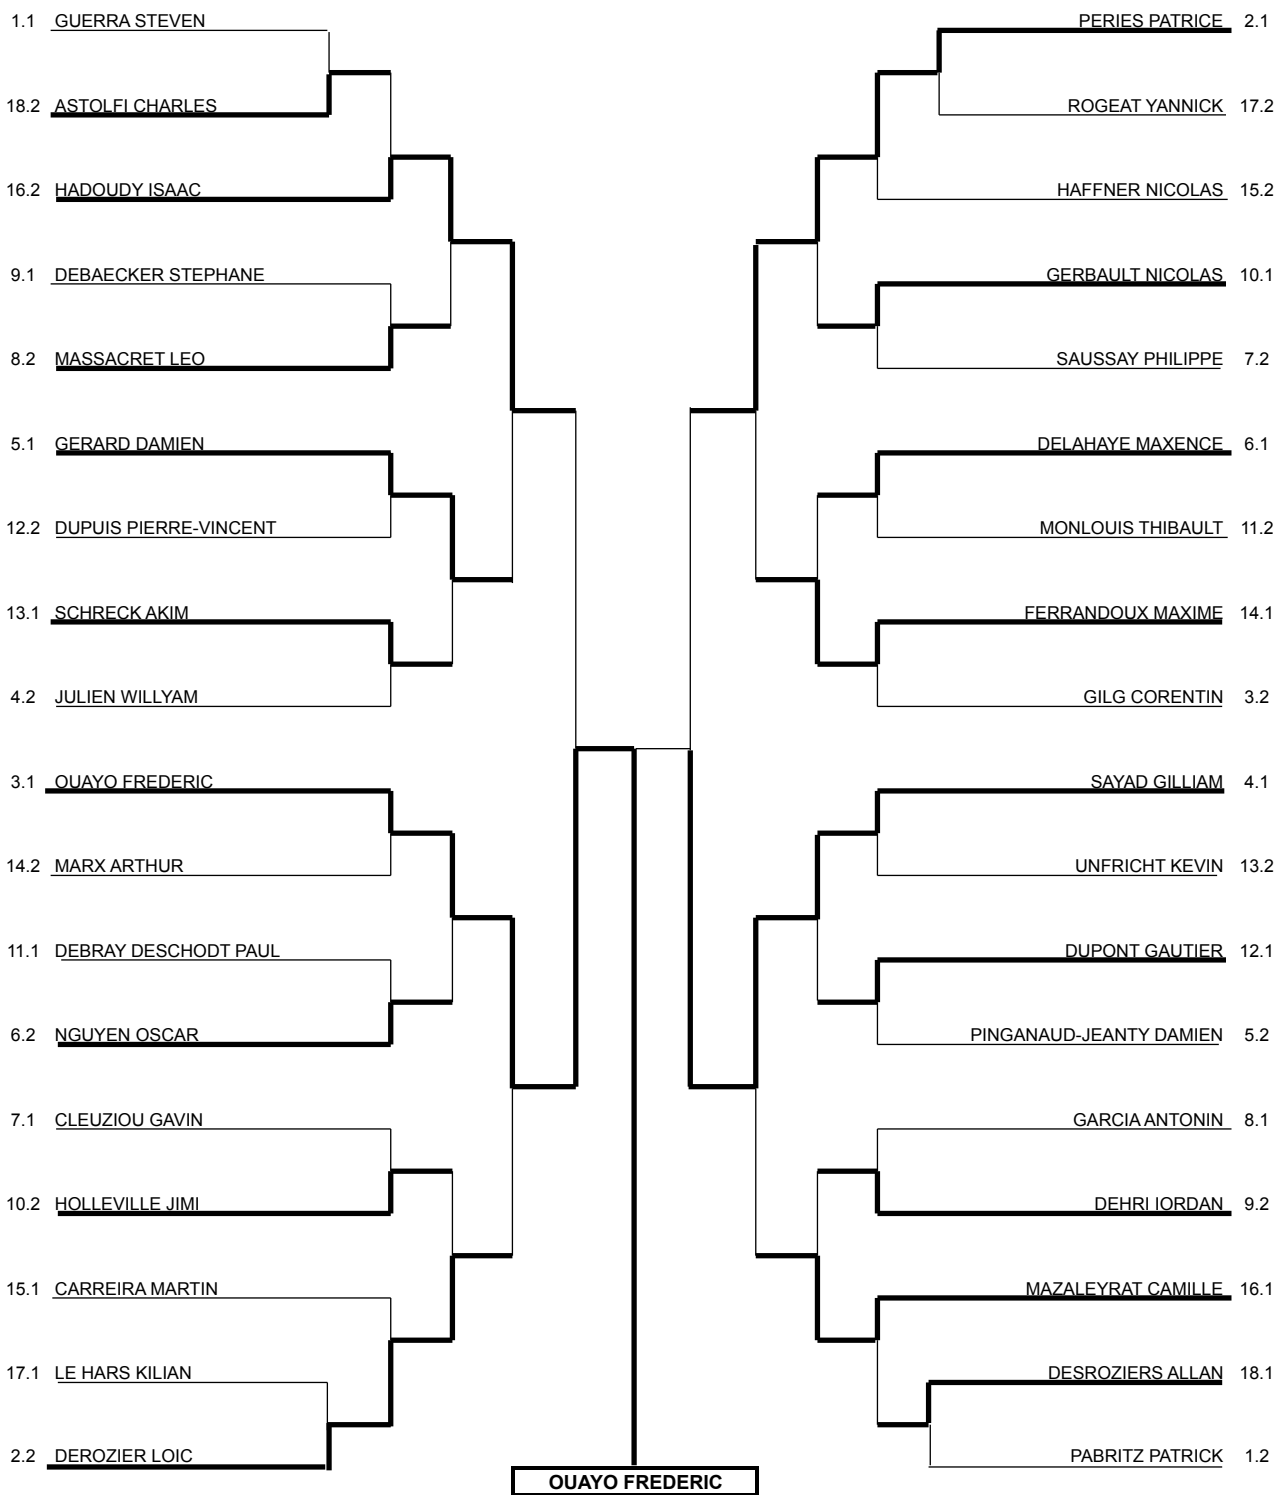 1.1 GUERRA STEVEN
18.2 ASTOLFI CHARLES
16.2 HADOUDY ISAAC
9.1 DEBAECKER STEPHANE
8.2 MASSACRET LEO
5.1 GERARD DAMIEN
12.2 DUPUIS PIERRE-VINCENT
13.1 SCHRECK AKIM
4.2 JULIEN WILLYAM
3.1 OUAYO FREDERIC
14.2 MARX ARTHUR
11.1 DEBRAY DESCHODT PAUL
6.2 NGUYEN OSCAR
7.1 CLEUZIOU GAVIN
10.2 HOLLEVILLE JIMI
15.1 CARREIRA MARTIN
17.1 LE HARS KILIAN
2.2 DEROZIER LOIC
PERIES PATRICE 2.1
ROGEAT YANNICK 17.2
HAFFNER NICOLAS 15.2
GERBAULT NICOLAS 10.1
SAUSSAY PHILIPPE 7.2
DELAHAYE MAXENCE 6.1
MONLOUIS THIBAULT 11.2
FERRANDOUX MAXIME 14.1
GILG CORENTIN 3.2
SAYAD GILLIAM 4.1
UNFRICHT KEVIN 13.2
DUPONT GAUTIER 12.1
PINGANAUD-JEANTY DAMIEN 5.2
GARCIA ANTONIN 8.1
DEHRI IORDAN 9.2
MAZALEYRAT CAMILLE 16.1
DESROZIERS ALLAN 18.1
PABRITZ PATRICK 1.2
OUAYO FREDERIC